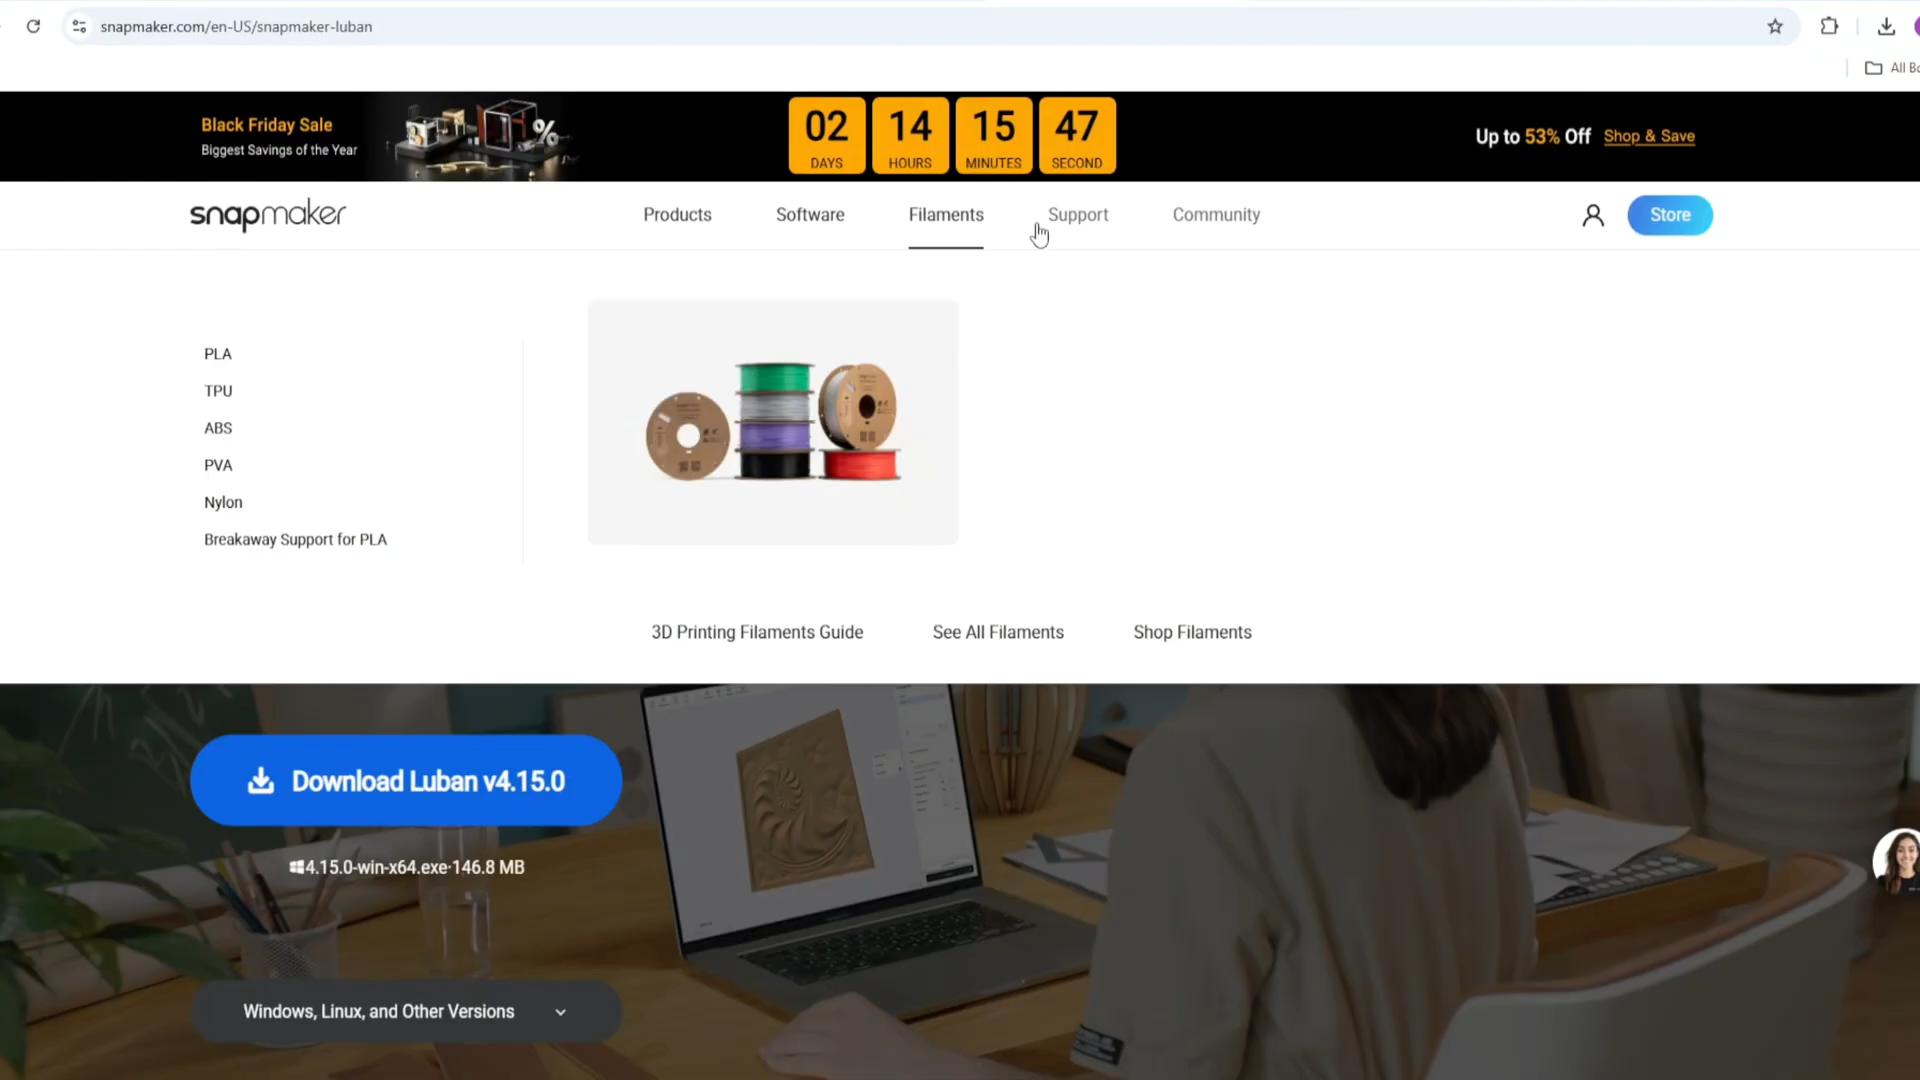 snapmaker.com/en-US/snapmaker-luban
All Bo
Black Friday Sale
Biggest Savings of the Year
%
02
DAYS
14
HOURS
15
MINUTES
47
SECOND
Up to 53% Off Shop & Save
snapmaker
Products
Software
Filaments
Support
Community
Store
PLA
TPU
ABS
PVA
Nylon
Breakaway Support for PLA
3D Printing Filaments Guide
See All Filaments
Shop Filaments
Download Luban v4.15.0
4.15.0-win-x64.exe·146.8 MB
Windows, Linux, and Other Versions